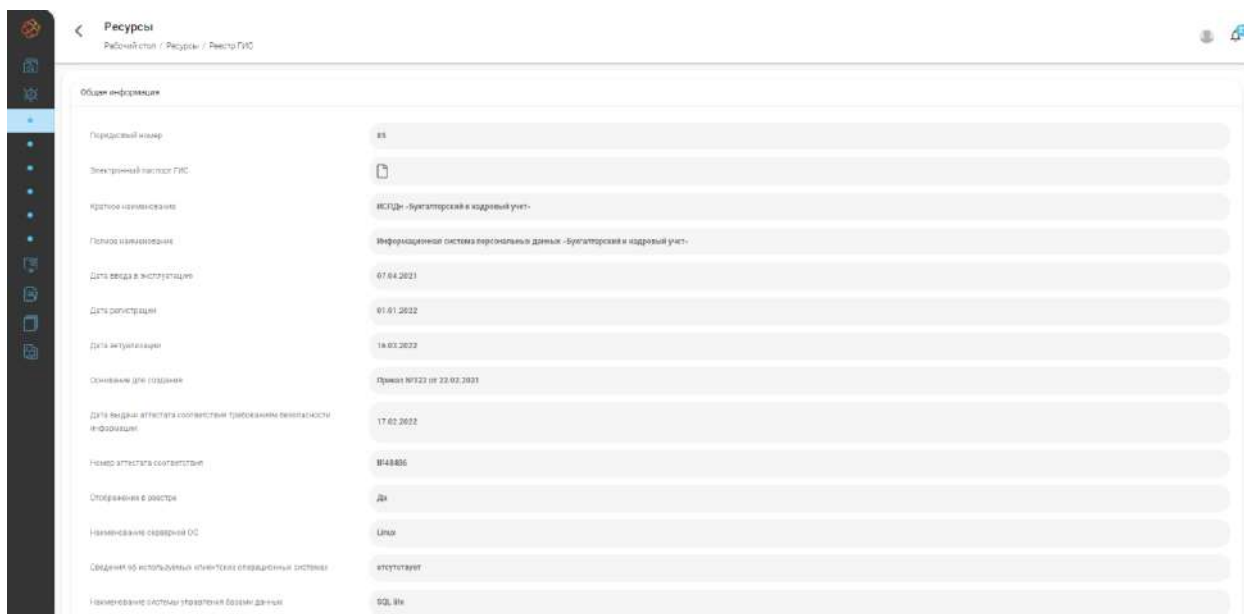 Ресурсы
Рабочий стол / Ресурсы / Реестр ГИС
Общая информация
Порядковый номер
Электронный паспорт ГИС
Краткое наименование
ИСПДн «Бухгалтерский и кадровый учет»
Полное наименование
Информационная система персональных данных «Бухгалтерский и кадровый учет»
Дата ввода в эксплуатацию
07.04.2021
Дата регистрации
01.01.2022
Дата актуализации
16.03.2022
Основание для создания
Приказ №323 от 22.02.2021
Дата выдачи аттестата соответствия требованиям безопасности
информации
17.02.2022
Номер аттестата соответствия
Отображение в реестре
Да
Наименование серверной ОС
Linux
Сведения об используемых клиентских операционных системах
отсутствует
Наименование системы управления базами данных
SQL lite